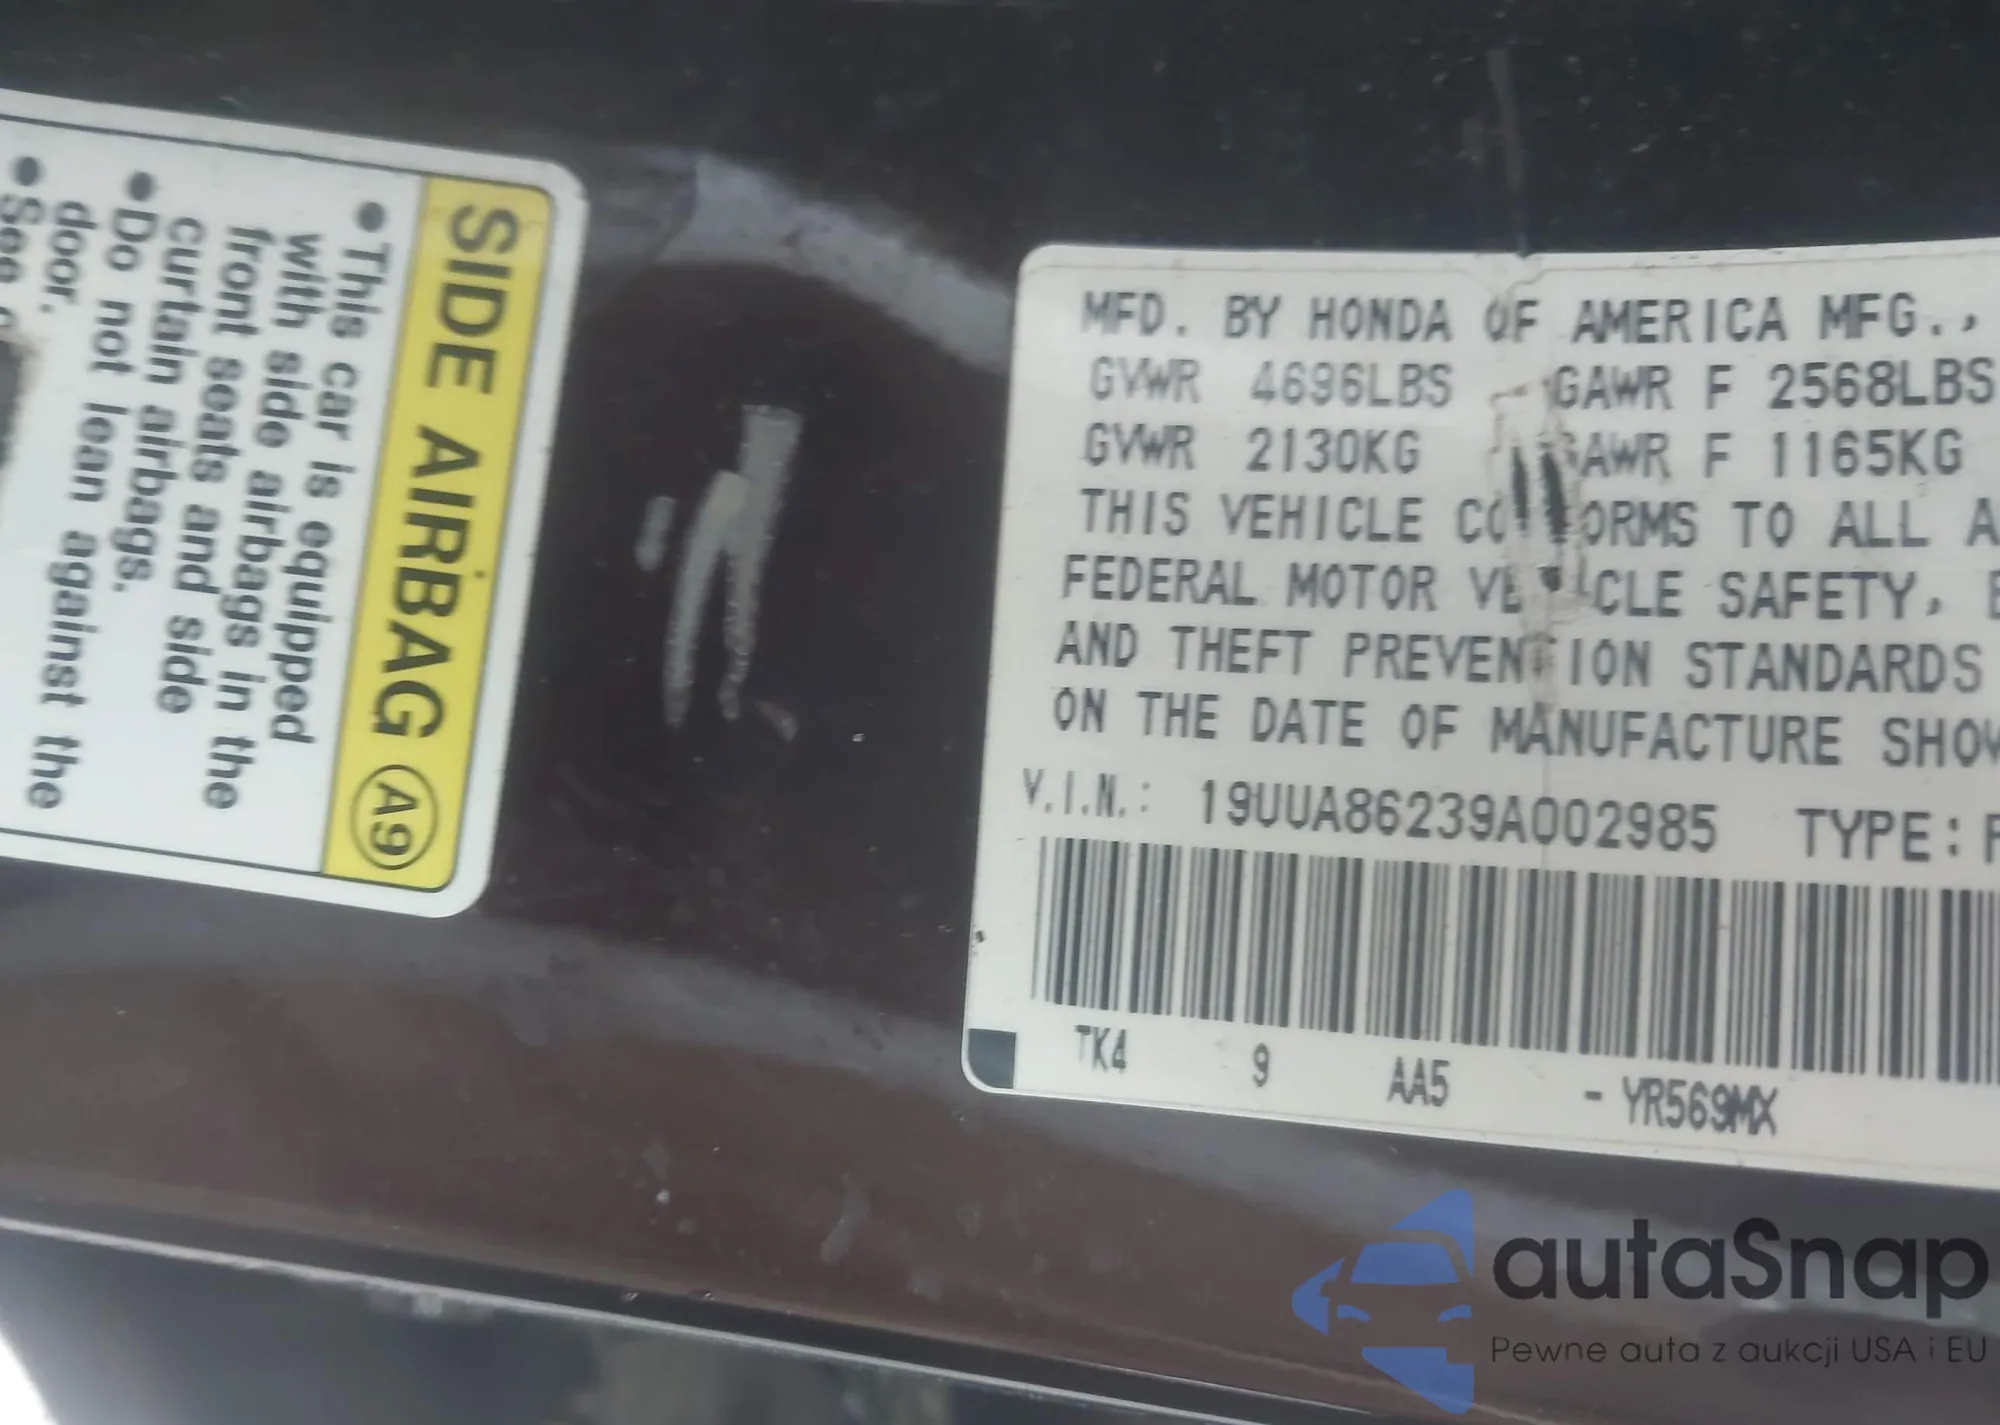 SIDE AIRBAG A9
● This car is equipped
with side airbags in the
front seats and side
curtain airbags.
● Do not lean against the
door.
● See
MFD. BY HONDA OF AMERICA MFG.,
GVWR 4696LBS GAWR F 2568LBS
GVWR 2130KG GAWR F 1165KG
THIS VEHICLE CONFORMS TO ALL A
FEDERAL MOTOR VEHICLE SAFETY,
AND THEFT PREVENTION STANDARDS
ON THE DATE OF MANUFACTURE SHOW
V.I.N.: 19UUA86239A002985 TYPE:
TK4 9 AA5 - YR569MX
autaSnap
Pewne auta z aukcji USA i EU